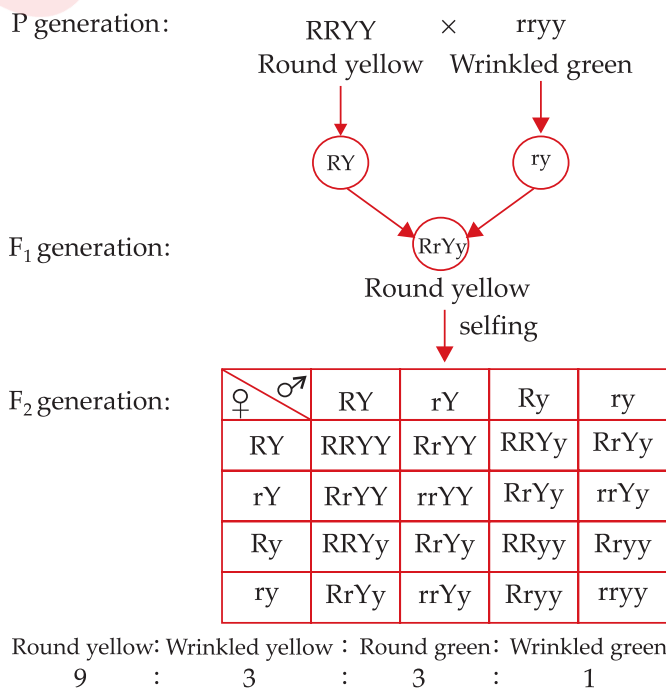 P generation: RRYY × rryy
Round yellow Wrinkled green
RY ry
F₁ generation: RrYy
Round yellow
selfing
F₂ generation: ♀ ♂ RY rY Ry ry
RY RRYY RrYY RRYy RrYy
rY RrYY rrYY RrYy rrYy
Ry RRYy RrYy RRyy Rryy
ry RrYy rrYy Rryy rryy
Round yellow: Wrinkled yellow : Round green: Wrinkled green
9 : 3 : 3 : 1